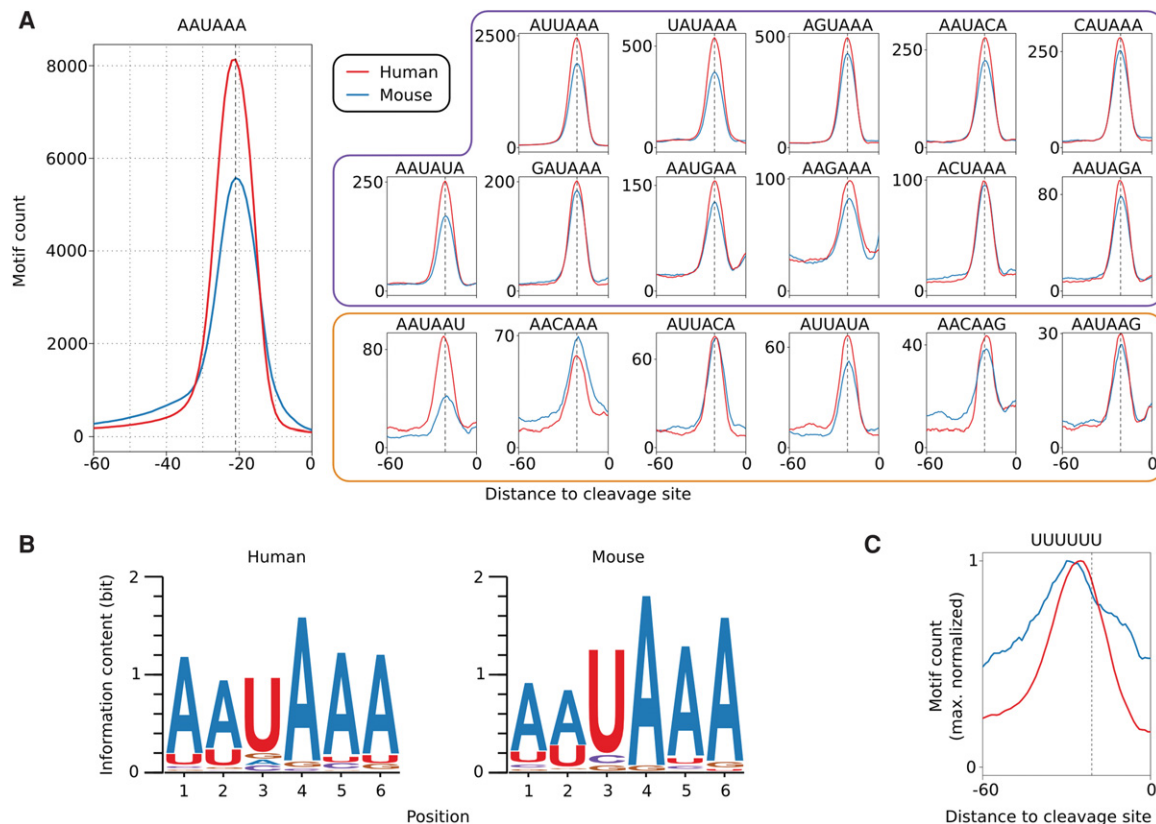 A
AAUAAA
Motif count
8000
6000
4000
2000
0
-60
-40
-20
0
Human
Mouse
AUUAAA
2500
0
UAUAAA
500
0
AGUAAA
500
0
AAUACA
250
0
CAUAAA
250
0
AAUAUA
250
0
GAUAAA
200
0
AAUGAA
150
0
AAGAAA
100
0
ACUAAA
100
0
AAUAGA
80
0
AAUAAU
80
0
-60
0
AACAAA
70
0
-60
0
AUUACA
60
0
-60
0
AUUAUA
60
0
-60
0
AACAAG
40
0
-60
0
AAUAAG
30
0
-60
0
Distance to cleavage site
B
Human
Information content (bit)
2
1
0
AAUAAA
1 2 3 4 5 6
Mouse
2
1
0
AAUAAA
1 2 3 4 5 6
Position
C
UUUUUU
Motif count
(max. normalized)
1
0
-60
0
Distance to cleavage site